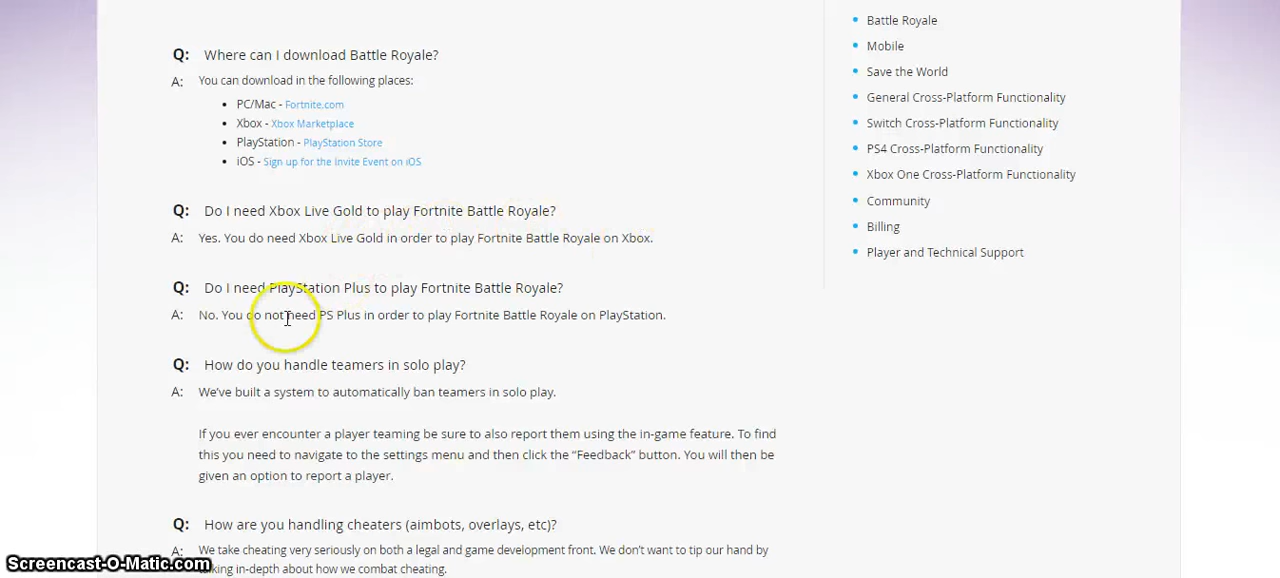 Q: Where can I download Battle Royale?
A: You can download in the following places:
• PC/Mac - Fortnite.com
• Xbox - Xbox Marketplace
• PlayStation - PlayStation Store
• iOS - Sign up for the Invite Event on iOS
Q: Do I need Xbox Live Gold to play Fortnite Battle Royale?
A: Yes. You do need Xbox Live Gold in order to play Fortnite Battle Royale on Xbox.
Q: Do I need PlayStation Plus to play Fortnite Battle Royale?
A: No. You do not need PS Plus in order to play Fortnite Battle Royale on PlayStation.
Q: How do you handle teamers in solo play?
A: We've built a system to automatically ban teamers in solo play.
If you ever encounter a player teaming be sure to also report them using the in-game feature. To find
this you need to navigate to the settings menu and then click the “Feedback” button. You will then be
given an option to report a player.
Q: How are you handling cheaters (aimbots, overlays, etc)?
A: We take cheating very seriously on both a legal and game development front. We don't want to tip our hand by
talking in-depth about how we combat cheating.
• Battle Royale
• Mobile
• Save the World
• General Cross-Platform Functionality
• Switch Cross-Platform Functionality
• PS4 Cross-Platform Functionality
• Xbox One Cross-Platform Functionality
• Community
• Billing
• Player and Technical Support
Screencast-O-Matic.com